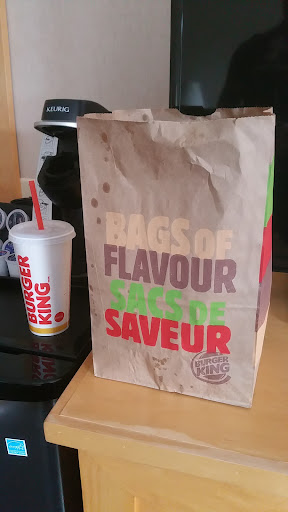 KEURIG
BAGS OF
FLAVOUR
SACS DE
SAVEUR
BURGER
KING
BURGER
KING